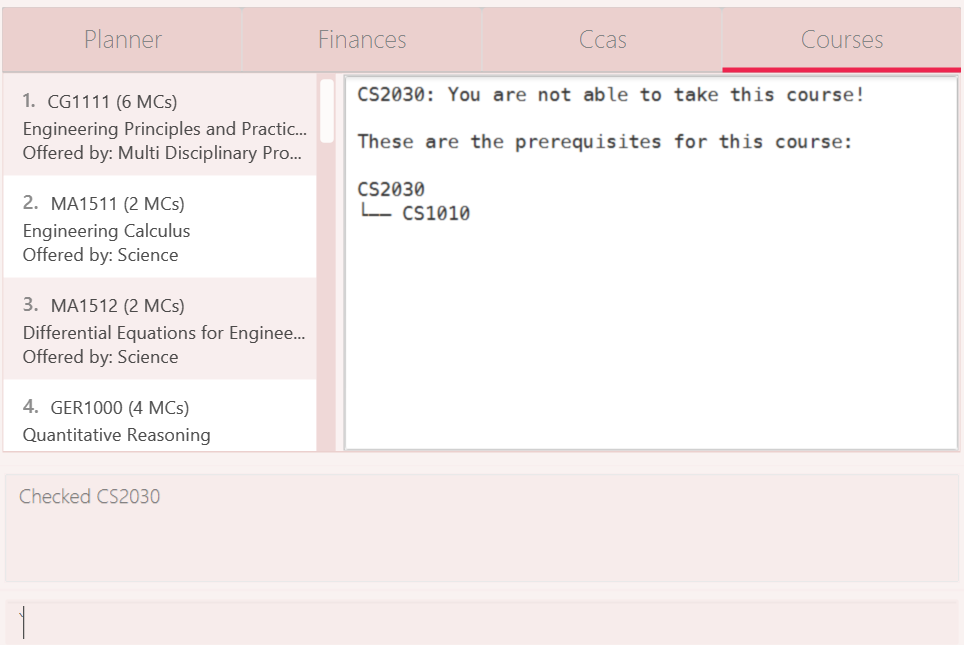 Planner Finances Ccas Courses
1. CG1111 (6 MCs)
Engineering Principles and Practic...
Offered by: Multi Disciplinary Pro...
2. MA1511 (2 MCs)
Engineering Calculus
Offered by: Science
3. MA1512 (2 MCs)
Differential Equations for Enginee...
Offered by: Science
4. GER1000 (4 MCs)
Quantitative Reasoning
CS2030: You are not able to take this course!
These are the prerequisites for this course:
CS2030
└── CS1010
Checked CS2030